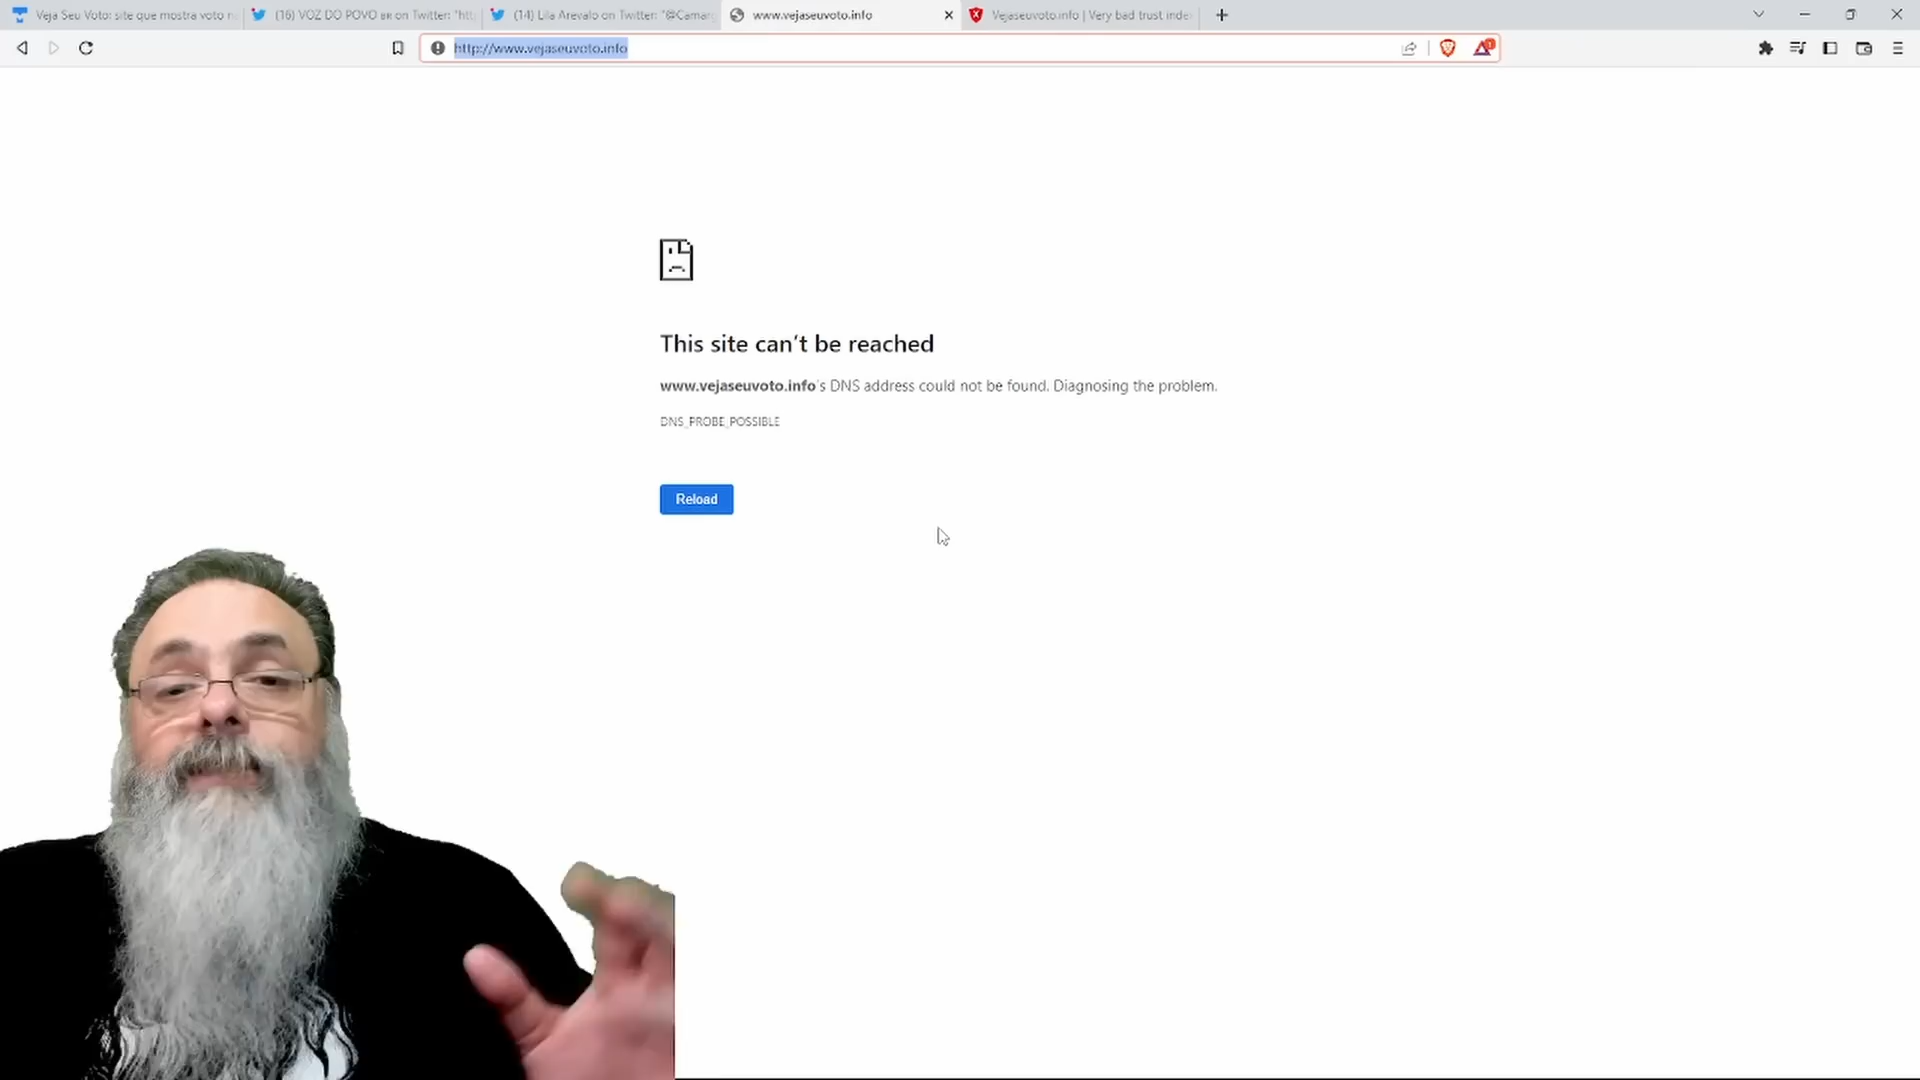 Veja Seu Voto: site que mostra voto n
(16) VOZ DO POVO BR on Twitter: "htt
(14) Lila Arevalo on Twitter: "@Camar
www.vejaseuvoto.info
Vejaseuvoto.info | Very bad trust inde
http://www.vejaseuvoto.info
1
This site can't be reached
www.vejaseuvoto.info's DNS address could not be found. Diagnosing the problem.
DNS_PROBE_POSSIBLE
Reload